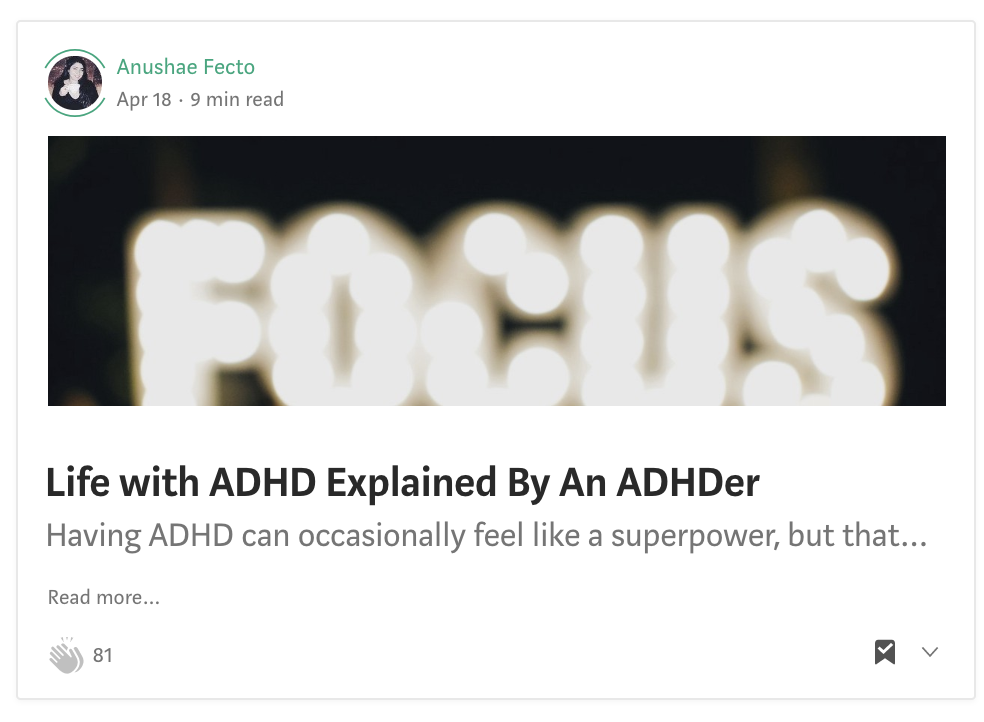 Anushae Fecto
Apr 18 · 9 min read
FOCUS
Life with ADHD Explained By An ADHDer
Having ADHD can occasionally feel like a superpower, but that...
Read more...
81